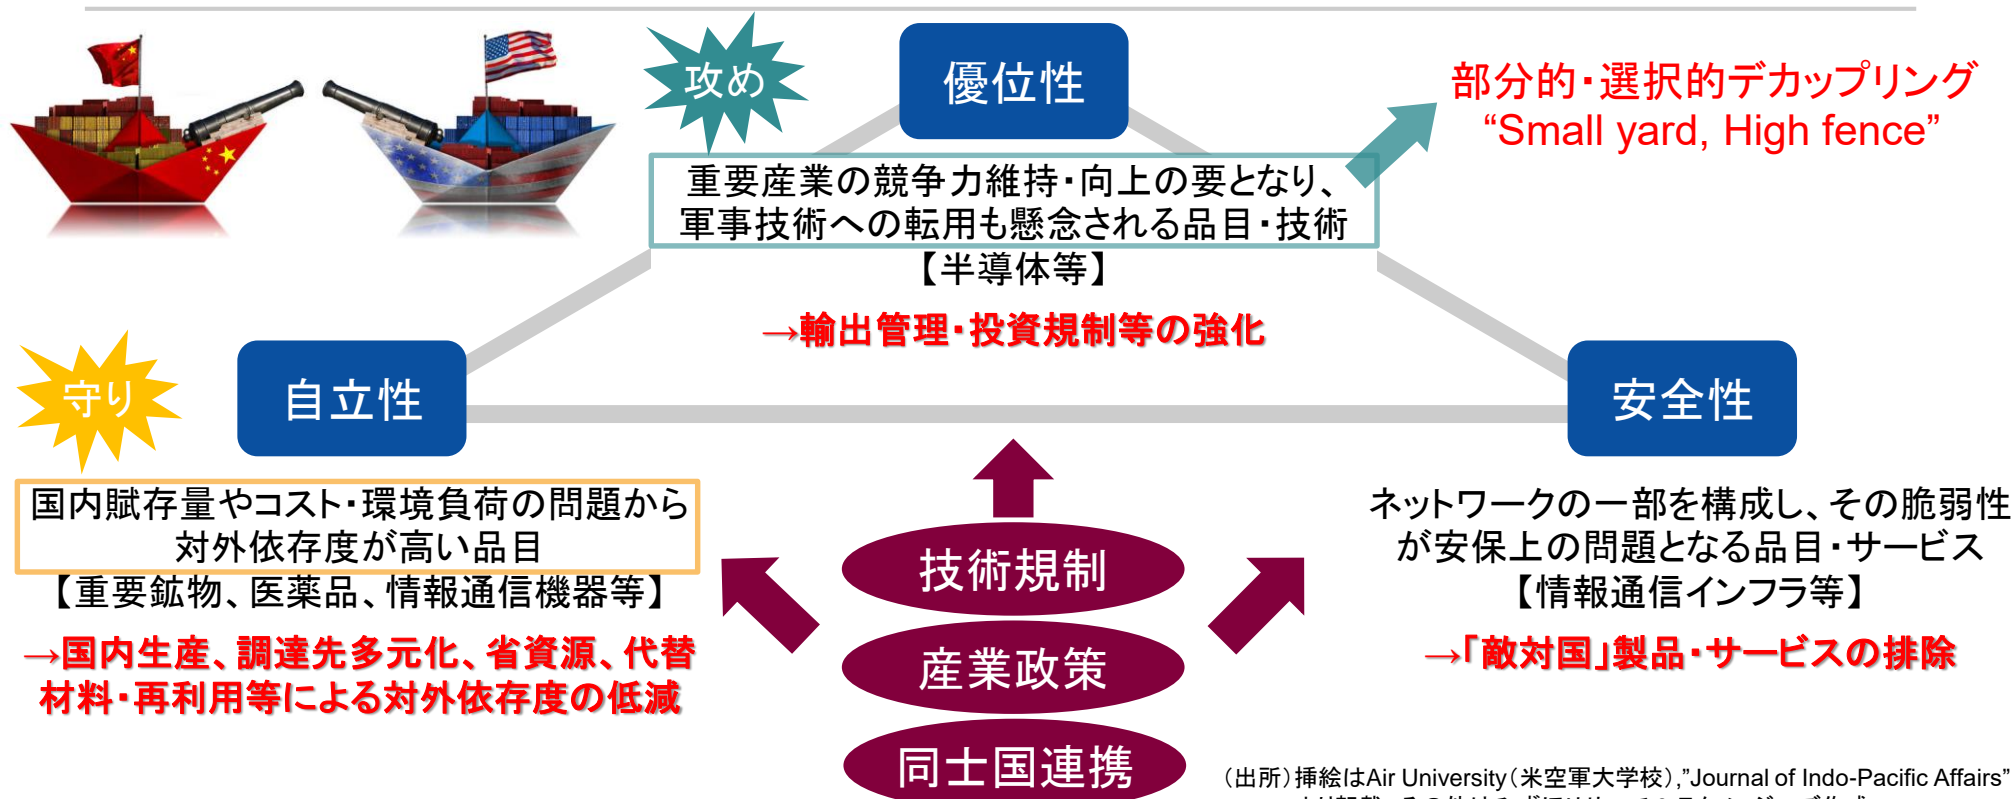 攻め
優位性
部分的・選択的デカップリング
“Small yard, High fence”
重要産業の競争力維持・向上の要となり、
軍事技術への転用も懸念される品目・技術
【半導体等】
→輸出管理・投資規制等の強化
守り
自立性
安全性
国内賦存量やコスト・環境負荷の問題から
対外依存度が高い品目
【重要鉱物、医薬品、情報通信機器等】
→国内生産、調達先多元化、省資源、代替
材料・再利用等による対外依存度の低減
技術規制
産業政策
同士国連携
ネットワークの一部を構成し、その脆弱性
が安保上の問題となる品目・サービス
【情報通信インフラ等】
→「敵対国」製品・サービスの排除
（出所）挿絵はAir University（米空軍大学校）,”Journal of Indo-Pacific Affairs”